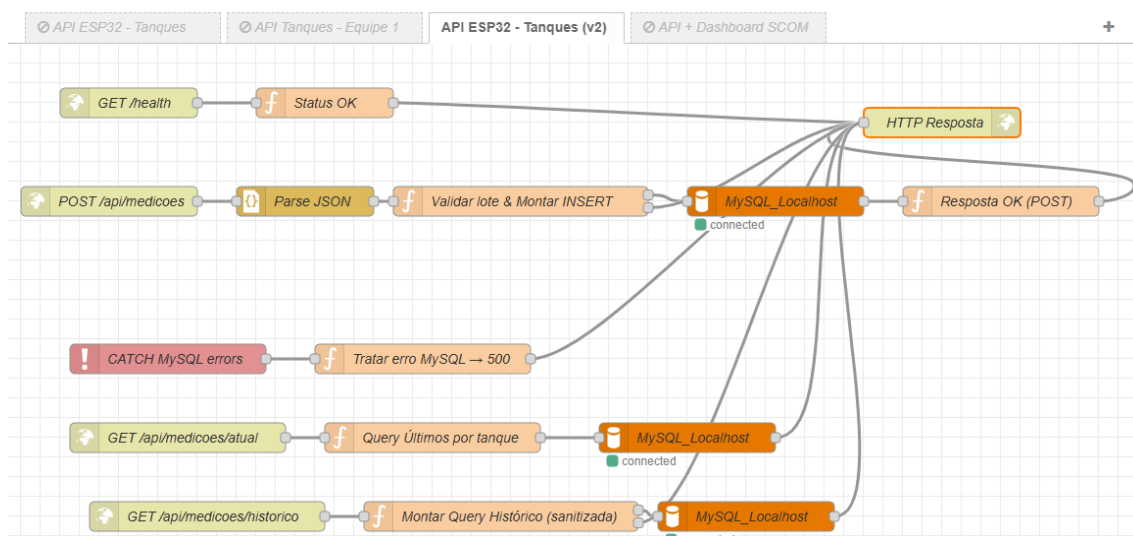 API ESP32 - Tanques
API Tanques - Equipe 1
API ESP32 - Tanques (v2)
API + Dashboard SCOM
+
GET /health
Status OK
HTTP Resposta
POST /api/medicoes
{}
Parse JSON
f
Validar lote & Montar INSERT
MySQL_Localhost
connected
Resposta OK (POST)
!
CATCH MySQL errors
Tratar erro MySQL → 500
GET /api/medicoes/atual
Query Últimos por tanque
MySQL_Localhost
connected
GET /api/medicoes/historico
Montar Query Histórico (sanitizada)
MySQL_Localhost